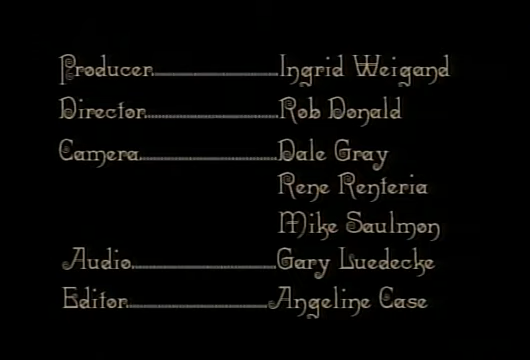 Producer Ingrid Weigand
Director Rob Donald
Camera Dale Gray
Rene Renteria
Mike Saulmon
Audio Gary Luedecke
Editor Angeline Case